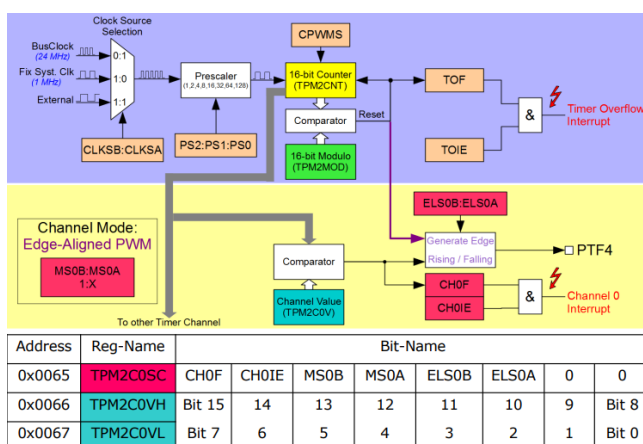 Clock Source
Selection
BusClock
(24 MHz)
Fix Syst. Clk
(1 MHz)
External
0:1
1:0
1:1
CLKSB:CLKSA
Prescaler
(1,2,4,8,16,32,64,128)
PS2:PS1:PS0
CPWMS
16-bit Counter
(TPM2CNT)
Comparator
Reset
16-bit Modulo
(TPM2MOD)
TOF
TOIE
&
Timer Overflow
Interrupt
Channel Mode:
Edge-Aligned PWM
MS0B:MS0A
1:X
To other Timer Channel
Comparator
Channel Value
(TPM2C0V)
ELS0B:ELS0A
Generate Edge
Rising / Falling
PTF4
CH0F
CH0IE
&
Channel 0
Interrupt
Address Reg-Name Bit-Name
0x0065 TPM2C0SC CH0F CH0IE MS0B MS0A ELS0B ELS0A 0 0
0x0066 TPM2C0VH Bit 15 14 13 12 11 10 9 Bit 8
0x0067 TPM2C0VL Bit 7 6 5 4 3 2 1 Bit 0